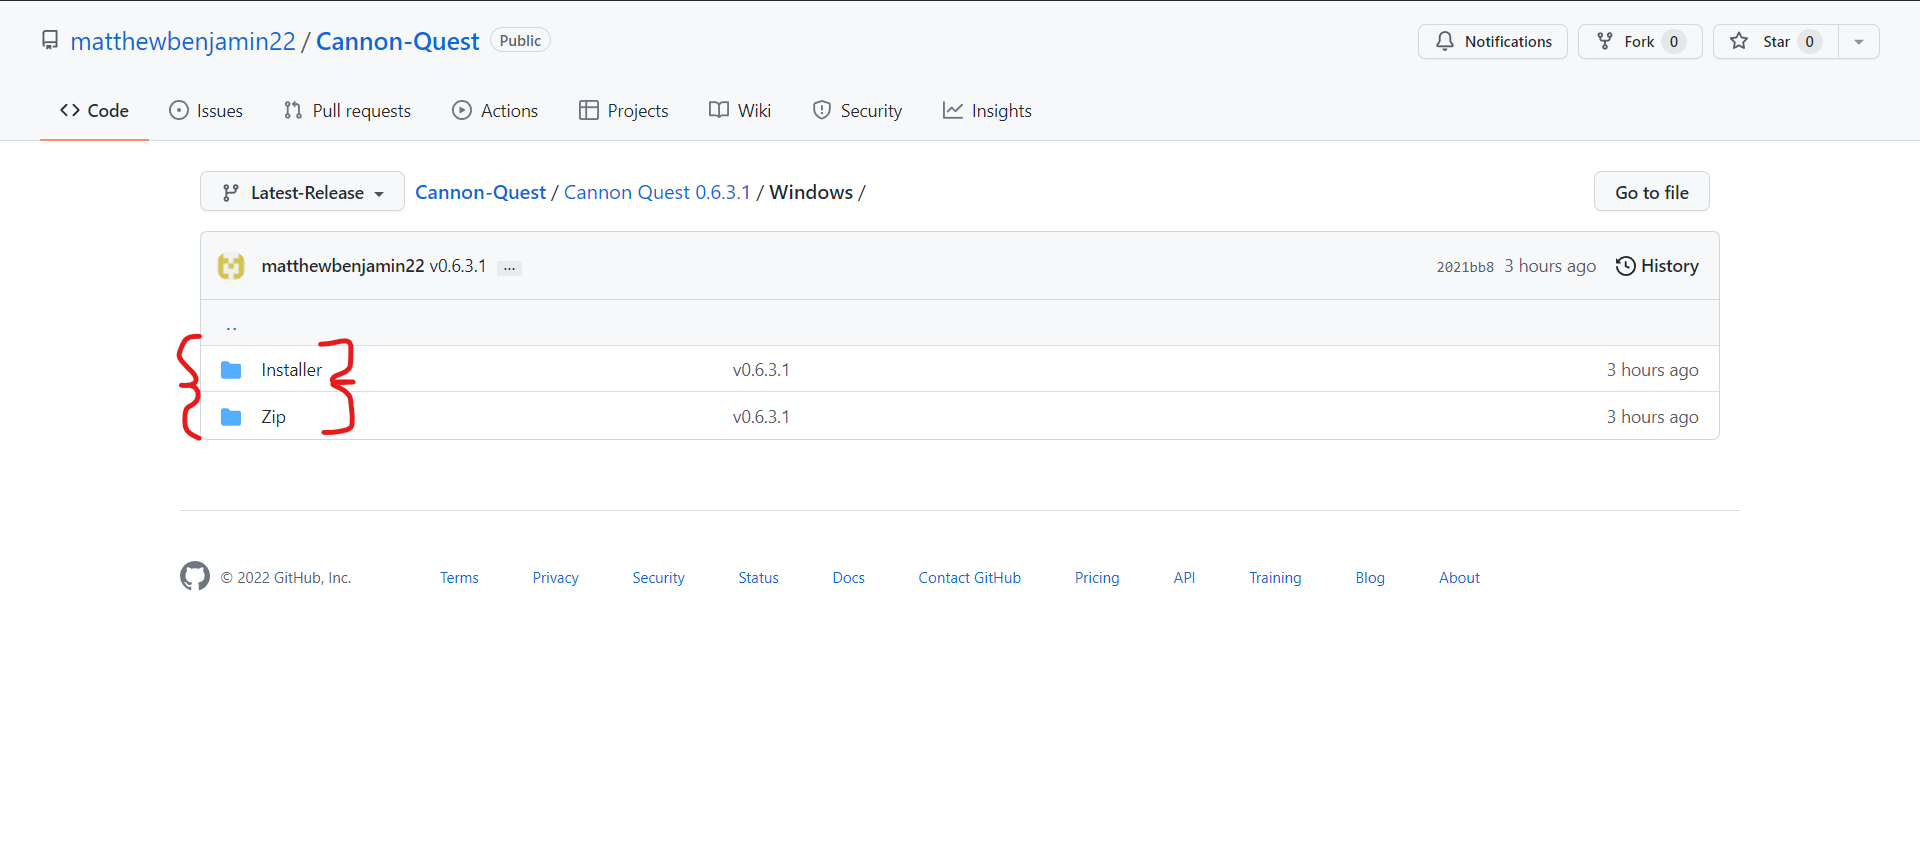 matthewbenjamin22 / Cannon-Quest Public Notifications Fork 0 Star 0
Code Issues Pull requests Actions Projects Wiki Security Insights
Latest-Release Cannon-Quest / Cannon Quest 0.6.3.1 / Windows / Go to file
matthewbenjamin22 v0.6.3.1 ... 2021bb8 3 hours ago History
..
Installer v0.6.3.1 3 hours ago
Zip v0.6.3.1 3 hours ago
© 2022 GitHub, Inc. Terms Privacy Security Status Docs Contact GitHub Pricing API Training Blog About